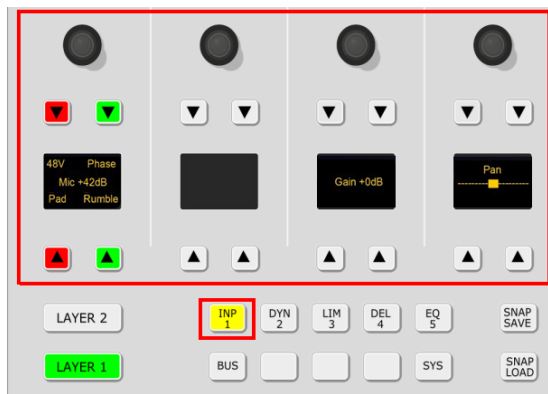 48V Phase
Mic +42dB
Pad Rumble
Gain +0dB
Pan
LAYER 2
INP
1
DYN
2
LIM
3
DEL
4
EQ
5
SNAP
SAVE
LAYER 1
BUS
SYS
SNAP
LOAD